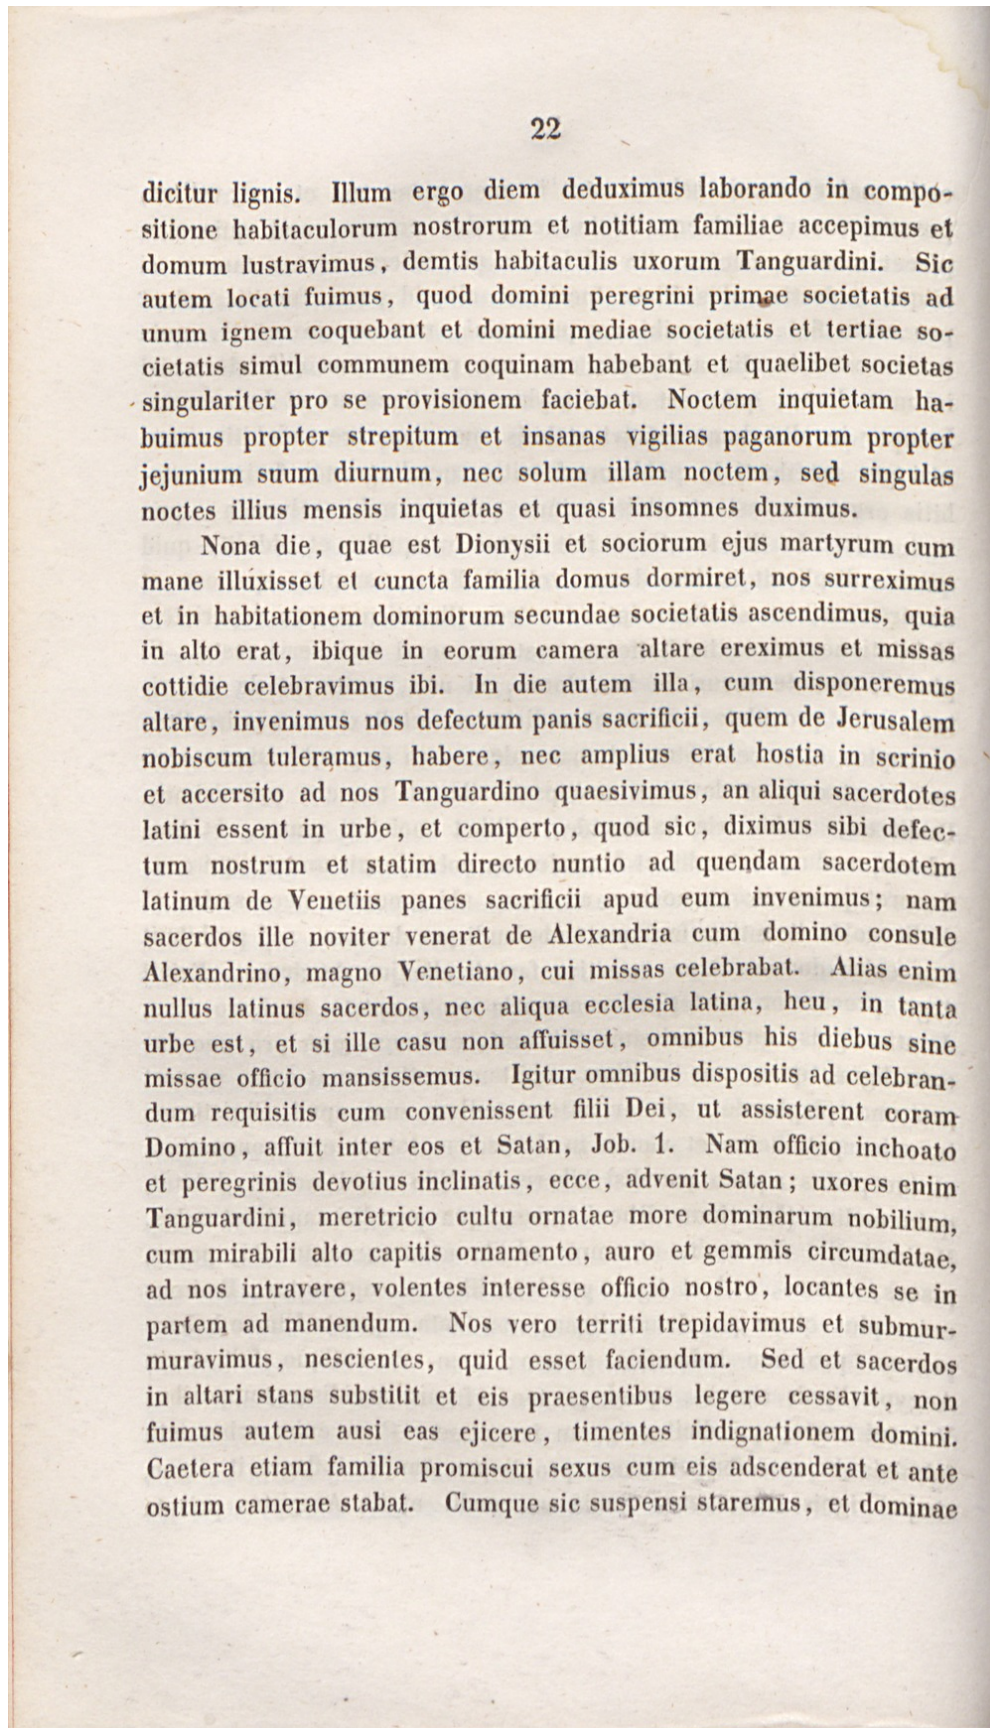 22
dicitur lignis. Illum ergo diem deduximus laborando in compo-
sitione habitaculorum nostrorum et notitiam familiae accepimus et
domum lustravimus, demtis habitaculis uxorum Tanguardini. Sic
autem locati fuimus, quod domini peregrini primae societatis ad
unum ignem coquebant et domini mediae societatis et tertiae so-
cietatis simul communem coquinam habebant et quaelibet societas
singulariter pro se provisionem faciebat. Noctem inquietam ha-
buimus propter strepitum et insanas vigilias paganorum propter
jejunium suum diurnum, nec solum illam noctem, sed singulas
noctes illius mensis inquietas et quasi insomnes duximus.
Nona die, quae est Dionysii et sociorum ejus martyrum cum
mane illuxisset et cuncta familia domus dormiret, nos surreximus
et in habitationem dominorum secundae societatis ascendimus, quia
in alto erat, ibique in eorum camera altare ereximus et missas
cottidie celebravimus ibi. In die autem illa, cum disponeremus
altare, invenimus nos defectum panis sacrificii, quem de Jerusalem
nobiscum tuleramus, habere, nec amplius erat hostia in scrinio
et accersito ad nos Tanguardino quaesivimus, an aliqui sacerdotes
latini essent in urbe, et comperto, quod sic, diximus sibi defec-
tum nostrum et statim directo nuntio ad quendam sacerdotem
latinum de Venetiis panes sacrificii apud eum invenimus; nam
sacerdos ille noviter venerat de Alexandria cum domino consule
Alexandrino, magno Venetiano, cui missas celebrabat. Alias enim
nullus latinus sacerdos, nec aliqua ecclesia latina, heu, in tanta
urbe est, et si ille casu non affuisset, omnibus his diebus sine
missae officio mansissemus. Igitur omnibus dispositis ad celebran-
dum requisitis cum convenissent filii Dei, ut assisterent coram
Domino, affuit inter eos et Satan, Job. 1. Nam officio inchoato
et peregrinis devotius inclinatis, ecce, advenit Satan; uxores enim
Tanguardini, meretricio cultu ornatae more dominarum nobilium,
cum mirabili alto capitis ornamento, auro et gemmis circumdatae,
ad nos intravere, volentes interesse officio nostro, locantes se in
partem ad manendum. Nos vero territi trepidavimus et submur-
muravimus, nescientes, quid esset faciendum. Sed et sacerdos
in altari stans substitit et eis praesentibus legere cessavit, non
fuimus autem ausi eas ejicere, timentes indignationem domini.
Caetera etiam familia promiscui sexus cum eis adscenderat et ante
ostium camerae stabat. Cumque sic suspensi staremus, et dominae